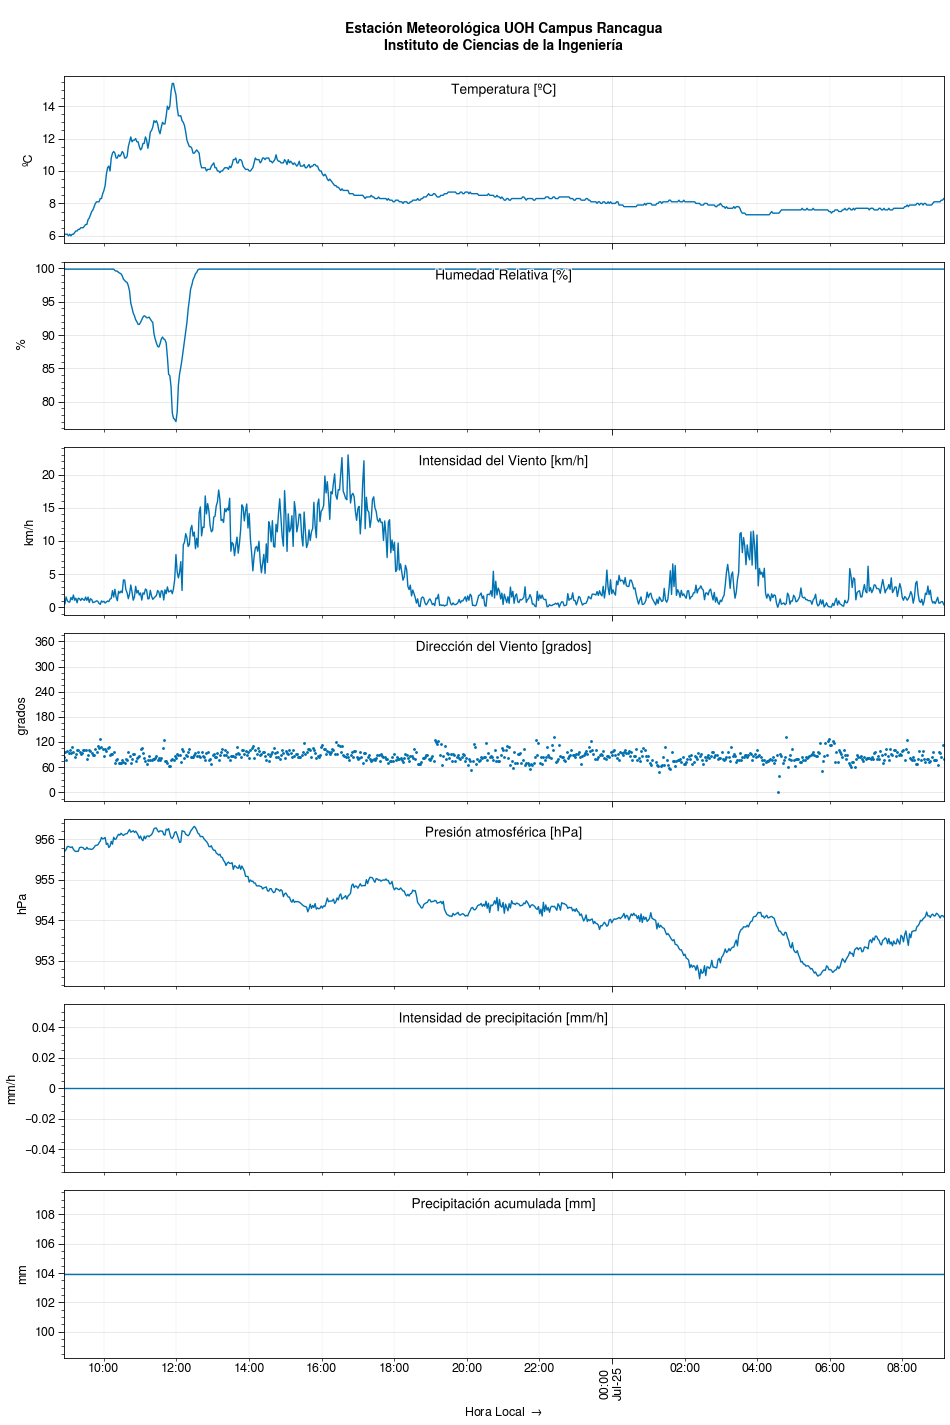 Estación Meteorológica UOH Campus Rancagua
Instituto de Ciencias de la Ingeniería
Temperatura [ºC]
ºC
14
12
10
8
6
Humedad Relativa [%]
%
100
95
90
85
80
Intensidad del Viento [km/h]
km/h
20
15
10
5
0
Dirección del Viento [grados]
grados
360
300
240
180
120
60
0
Presión atmosférica [hPa]
hPa
956
955
954
953
Intensidad de precipitación [mm/h]
mm/h
0.04
0.02
0
−0.02
−0.04
Precipitación acumulada [mm]
mm
108
106
104
102
100
10:00
12:00
14:00
16:00
18:00
20:00
22:00
00:00
Jul-25
02:00
04:00
06:00
08:00
Hora Local →